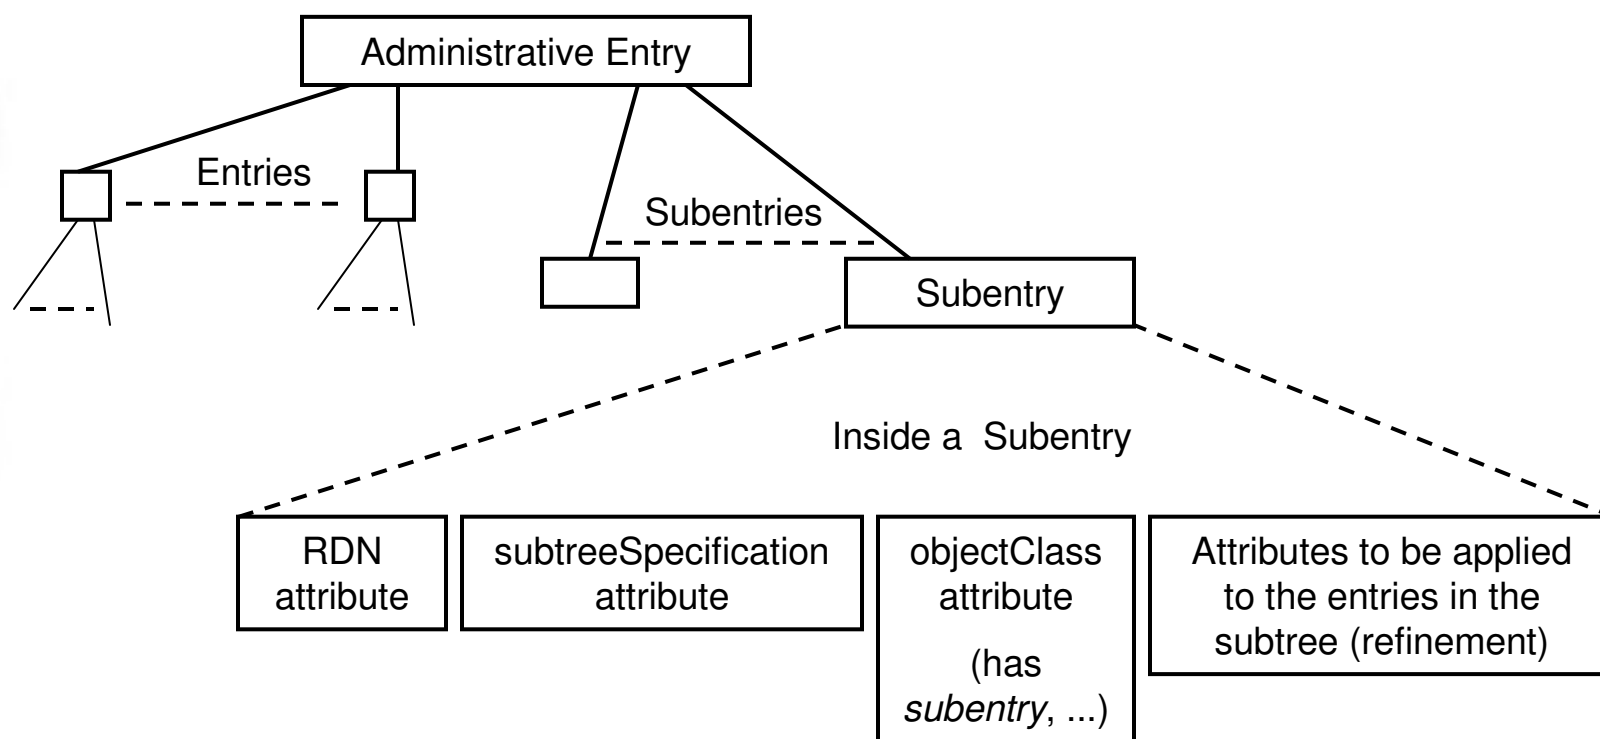 Administrative Entry
Entries
Subentries
Subentry
Inside a  Subentry
RDN
attribute
subtreeSpecification
attribute
objectClass
attribute
(has
subentry, ...)
Attributes to be applied
to the entries in the
subtree (refinement)